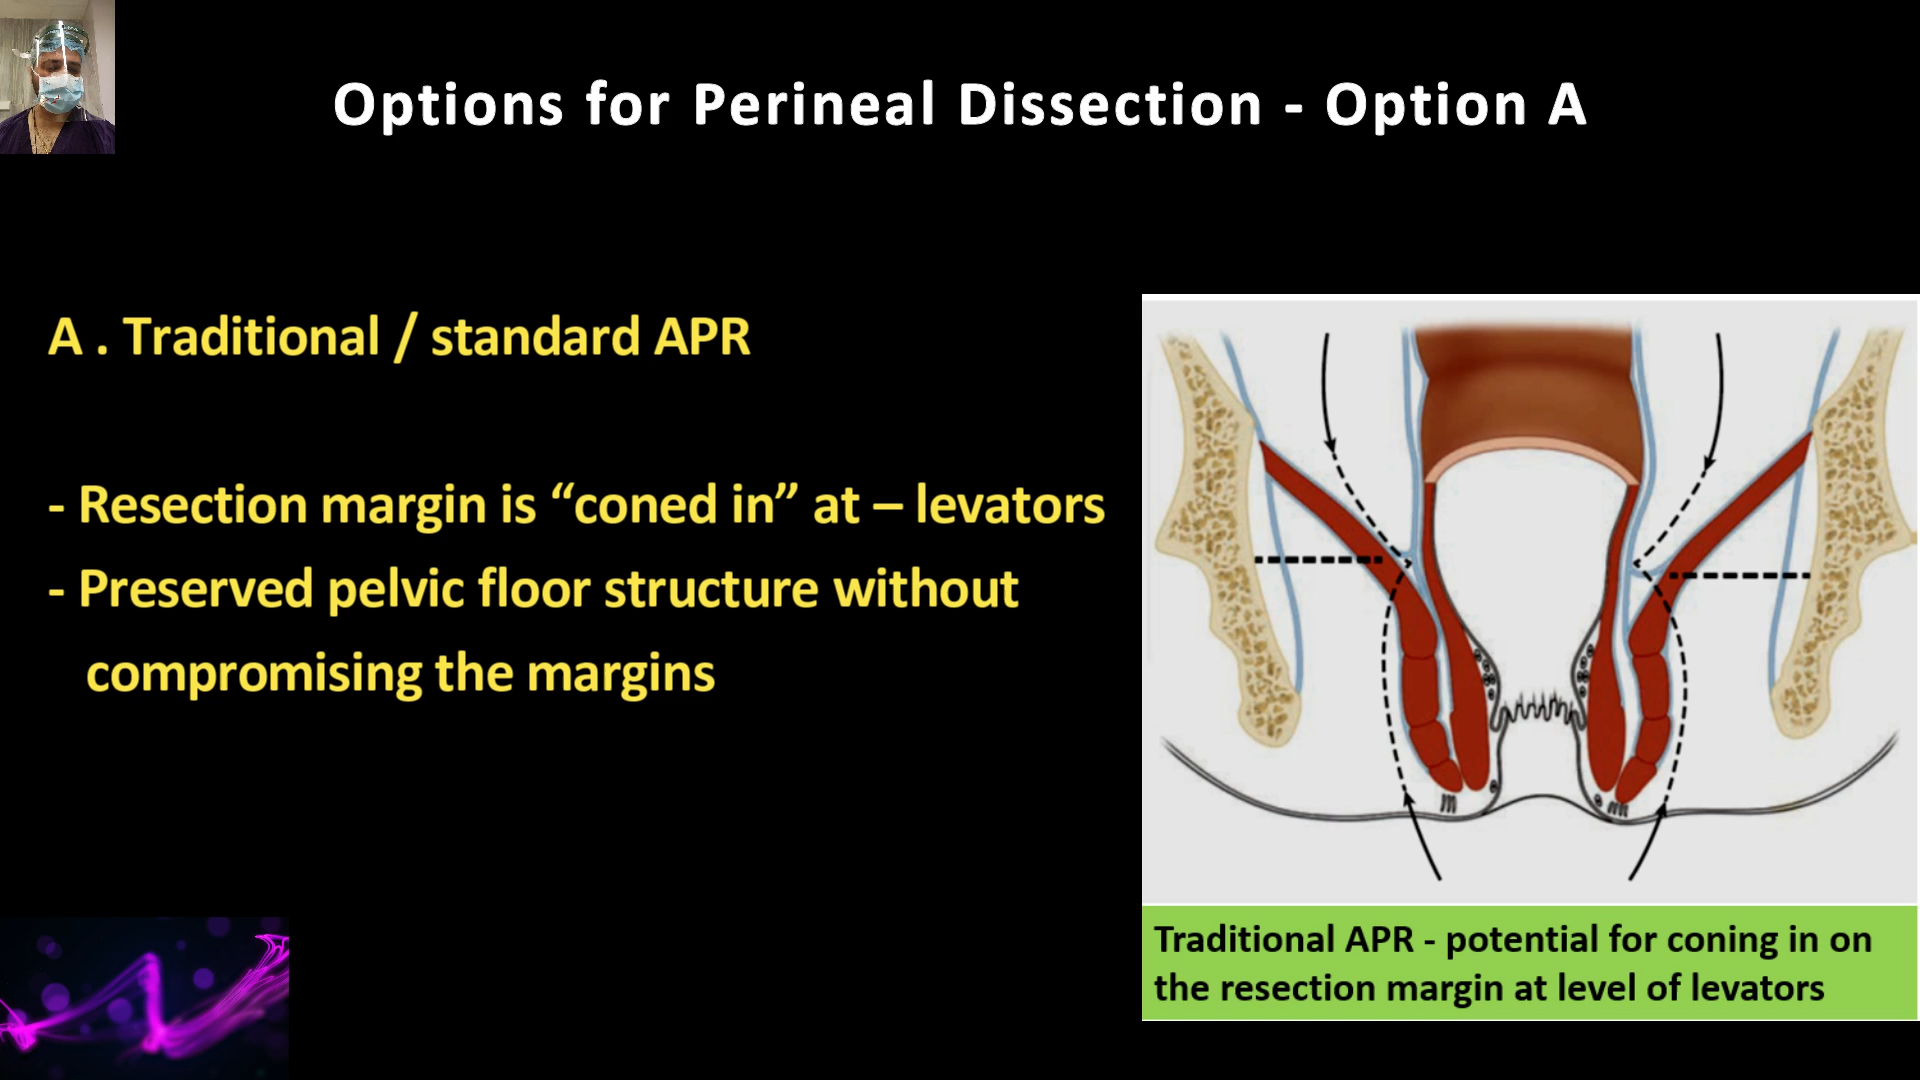 Options for Perineal Dissection - Option A
A . Traditional / standard APR
- Resection margin is “coned in” at – levators
- Preserved pelvic floor structure without
compromising the margins
Traditional APR - potential for coning in on
the resection margin at level of levators